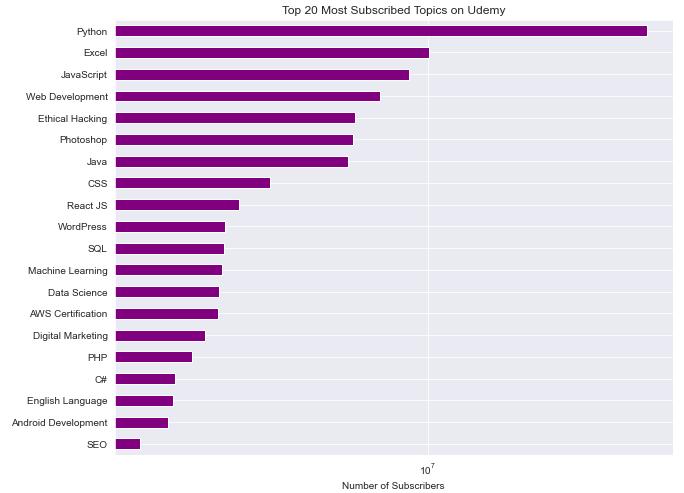 Top 20 Most Subscribed Topics on Udemy
Python
Excel
JavaScript
Web Development
Ethical Hacking
Photoshop
Java
CSS
React JS
WordPress
SQL
Machine Learning
Data Science
AWS Certification
Digital Marketing
PHP
C#
English Language
Android Development
SEO
10⁷
Number of Subscribers